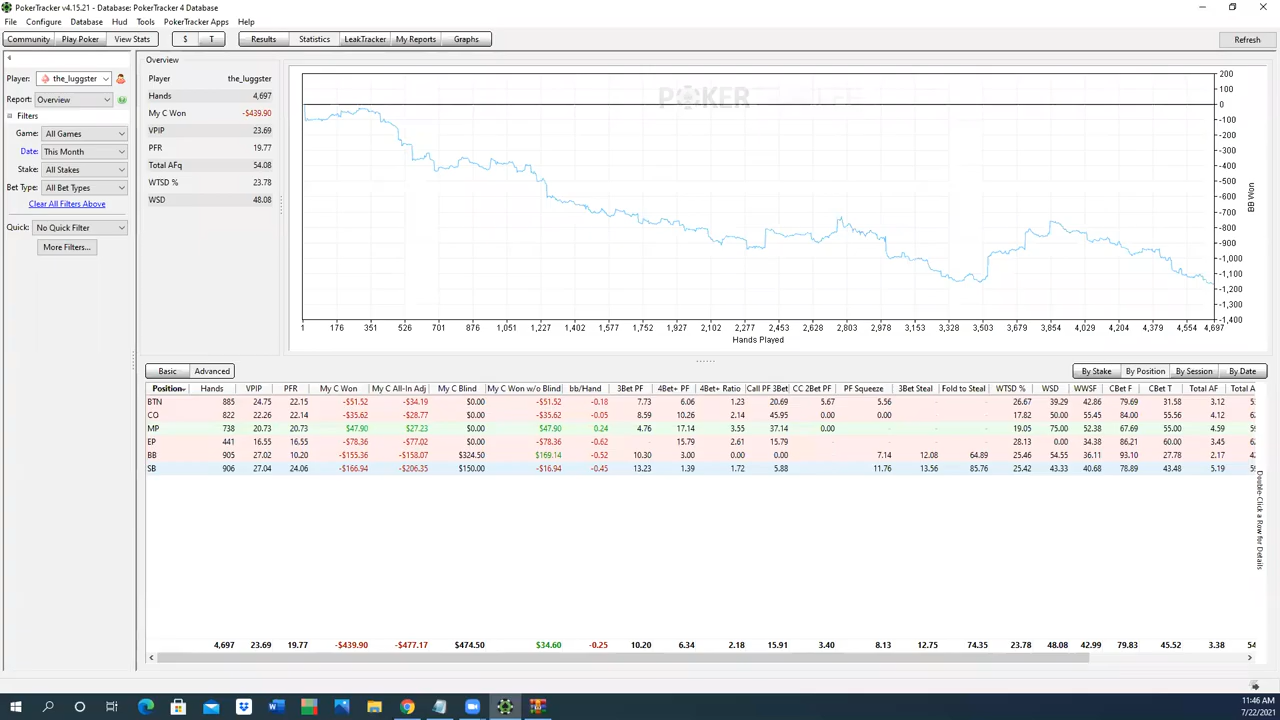 PokerTracker v4.15.21 - Database: PokerTracker 4 Database
File Configure Database Hud Tools PokerTracker Apps Help
Community Play Poker View Stats $ T Results Statistics LeakTracker My Reports Graphs Refresh
Player: the_luggster
Report: Overview
Filters
Game: All Games
Date: This Month
Stake: All Stakes
Bet Type: All Bet Types
Clear All Filters Above
Quick: No Quick Filter
More Filters...
Overview
Player the_luggster
Hands 4,697
My C Won -$439.90
VPIP 23.69
PFR 19.77
Total AFq 54.08
WTSD % 23.78
WSD 48.08
POKER
200
100
0
-100
-200
-300
-400
-500
-600
-700
-800
-900
-1,000
-1,100
-1,200
-1,300
-1,400
BB Won
1 176 351 526 701 876 1,051 1,227 1,402 1,577 1,752 1,927 2,102 2,277 2,453 2,628 2,803 2,978 3,153 3,328 3,503 3,679 3,854 4,029 4,204 4,379 4,554 4,697
Hands Played
Basic Advanced By Stake By Position By Session By Date
Position Hands VPIP PFR My C Won My C All-In Adj My C Blind My C Won w/o Blind bb/Hand 3Bet PF 4Bet+ PF 4Bet+ Ratio Call PF 3Bet CC 2Bet PF PF Squeeze 3Bet Steal Fold to Steal WTSD % WSD WWSF CBet F CBet T Total AF Total A
BTN 885 24.75 22.15 -$51.52 -$34.19 $0.00 -$51.52 -0.18 7.73 6.06 1.23 20.69 5.67 5.56 - - 26.67 39.29 42.86 79.69 31.58 3.12 5
CO 822 22.26 22.14 -$35.62 -$28.77 $0.00 -$35.62 -0.05 8.59 10.26 2.14 45.95 0.00 - - - 17.82 50.00 55.45 84.00 55.56 4.12 6
MP 738 20.73 20.73 $47.90 $27.23 $0.00 $47.90 0.24 4.76 17.14 3.55 37.14 0.00 - - - 19.05 75.00 52.38 67.69 55.00 4.59 5
EP 441 16.55 16.55 -$78.36 -$77.02 $0.00 -$78.36 -0.62 - 15.79 2.61 15.79 - - - - 28.13 0.00 34.38 86.21 60.00 3.45 6
BB 905 27.02 10.20 -$155.36 -$158.07 $324.50 $169.14 -0.52 10.30 3.00 0.00 0.00 7.14 12.08 64.89 25.46 54.55 36.11 93.10 27.78 2.17 4
SB 906 27.04 24.06 -$166.94 -$206.35 $150.00 -$16.94 -0.45 13.23 1.39 1.72 5.88 11.76 13.56 85.76 25.42 43.33 40.68 78.89 43.48 5.19 5
Double-Click a Row for Details
4,697 23.69 19.77 -$439.90 -$477.17 $474.50 $34.60 -0.25 10.20 6.34 2.18 15.91 3.40 8.13 12.75 74.35 23.78 48.08 42.99 79.83 45.52 3.38 54
11:46 AM
7/22/2021